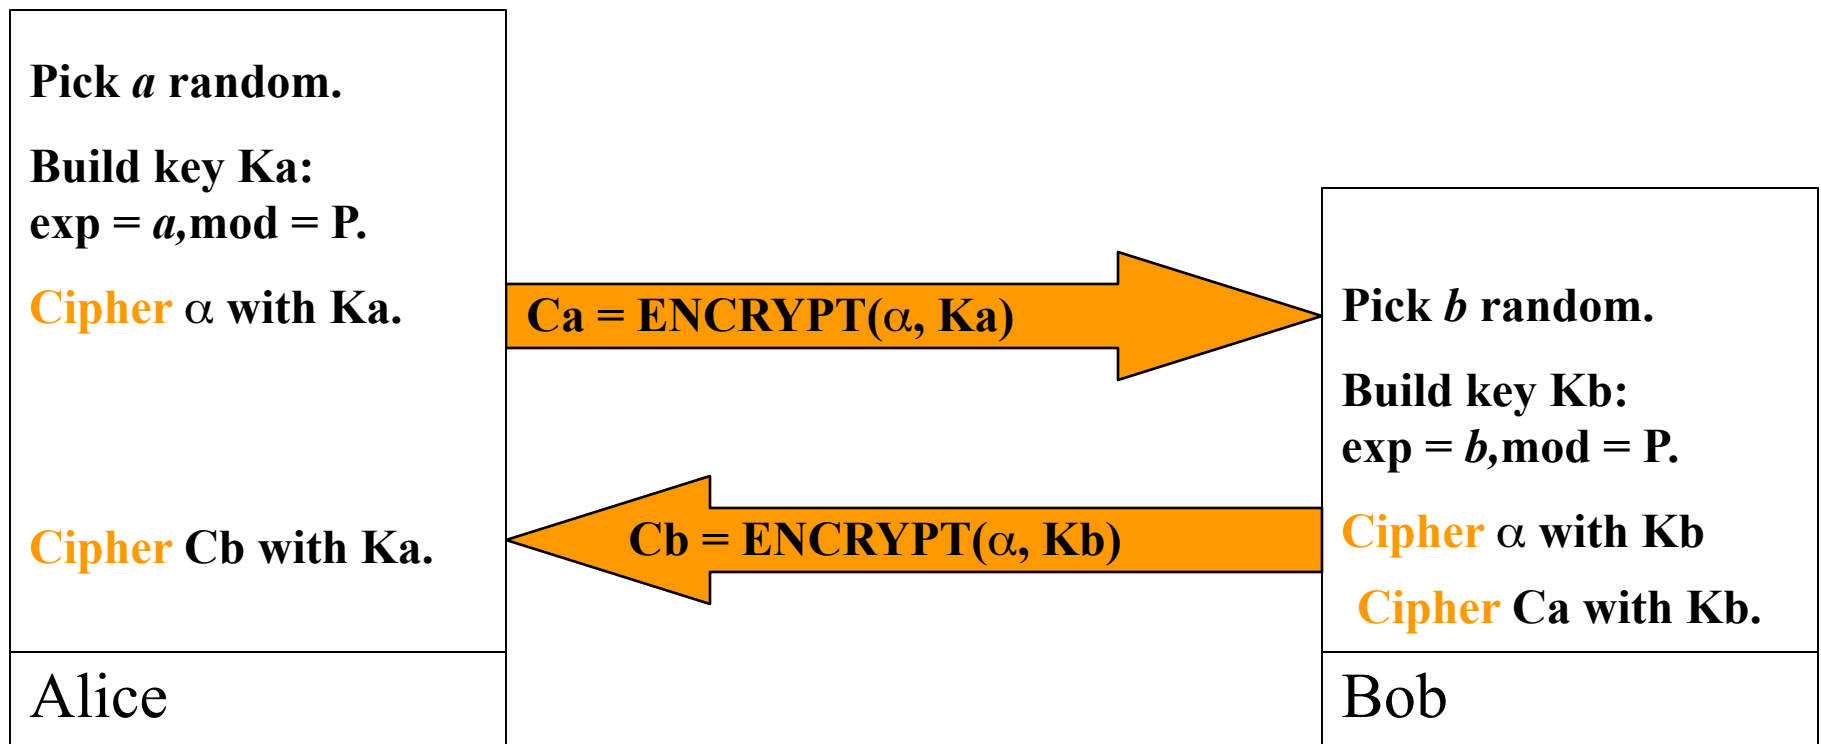 Pick a random.
Build key Ka:
exp = a,mod = P.
Cipher α with Ka.
Cipher Cb with Ka.
Alice
Ca = ENCRYPT(α, Ka)
Cb = ENCRYPT(α, Kb)
Pick b random.
Build key Kb:
exp = b,mod = P.
Cipher α with Kb
Cipher Ca with Kb.
Bob